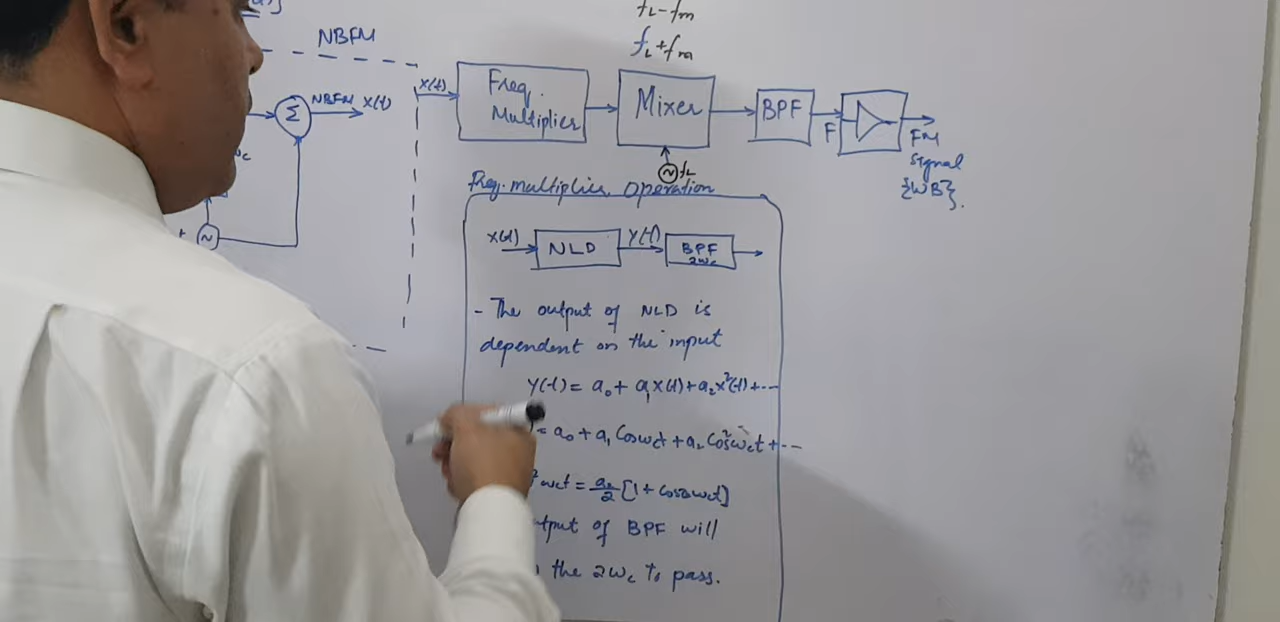 NBFM
NBFM x(t)
fL-fm
fL+fm
x(t)
Freq.
Multiplier
Mixer
BPF
F
FM
signal
{WB}.
~ fL
~
Σ
Freq. multiplier operation
x(t) NLD Y(t) BPF
2ωc
- The output of NLD is
dependent on the input
Y(t) = a₀ + a₁x(t) + a₂x²(t) + ---
= a₀ + a₁ Cosωct + a₂ Cos²ωct + ---
² ωct = a₂/2 [1 + Cos2ωct]
of BPF will
the 2ωc to pass.